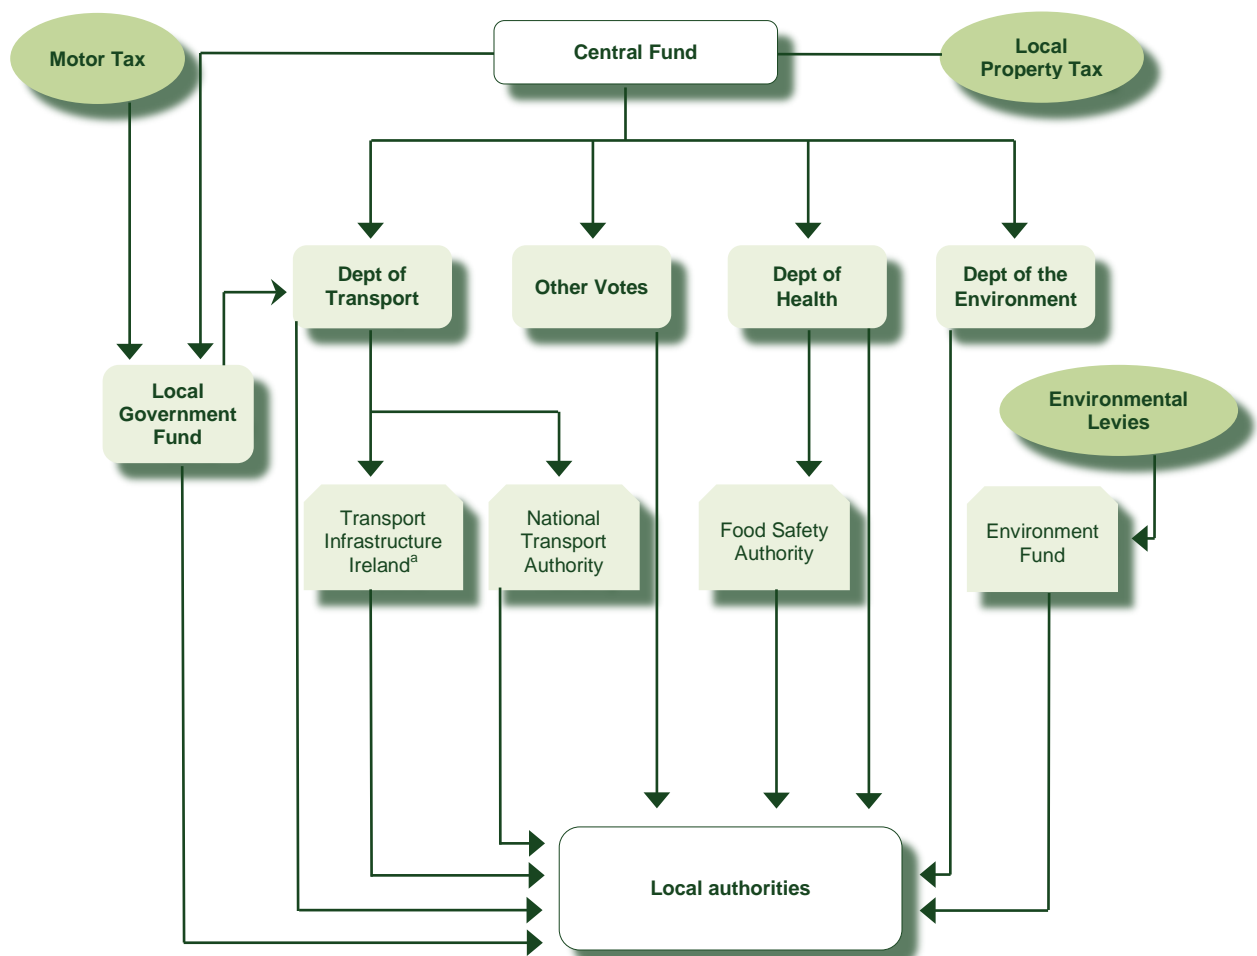 Motor Tax
Central Fund
Local
Property Tax
Dept of
Transport
Other Votes
Dept of
Health
Dept of the
Environment
Local
Government
Fund
Environmental
Levies
Transport
Infrastructure
Irelandᵃ
National
Transport
Authority
Food Safety
Authority
Environment
Fund
Local authorities